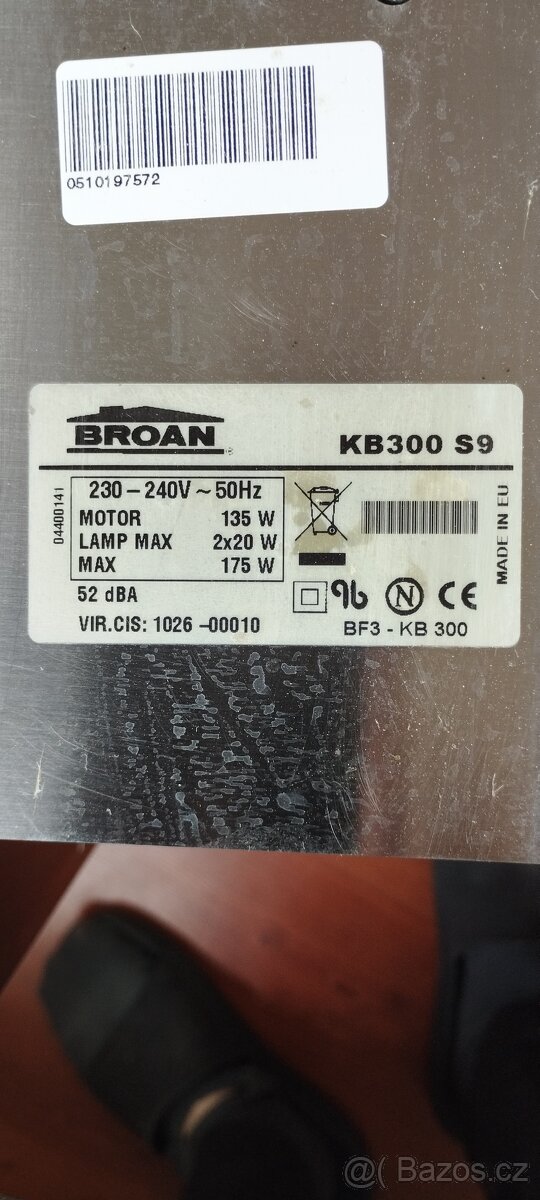 0510197572
BROAN
KB300 S9
04400141
230 – 240V ~ 50Hz
MOTOR 135 W
LAMP MAX 2x20 W
MAX 175 W
52 dBA
VIR.CIS: 1026 -00010
N
CE
BF3 - KB 300
MADE IN EU
@( Bazos.cz